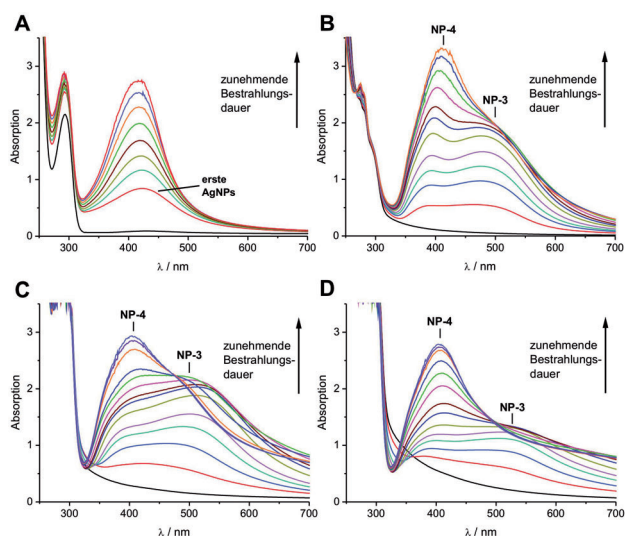 A
zunehmende
Bestrahlungs-
dauer
erste
AgNPs
Absorption
3
2
1
0
300
400
500
600
700
λ / nm
B
NP-4
NP-3
zunehmende
Bestrahlungs-
dauer
Absorption
3
2
1
0
300
400
500
600
700
λ / nm
C
NP-4
NP-3
zunehmende
Bestrahlungs-
dauer
Absorption
3
2
1
0
300
400
500
600
700
λ / nm
D
NP-4
NP-3
zunehmende
Bestrahlungs-
dauer
Absorption
3
2
1
0
300
400
500
600
700
λ / nm